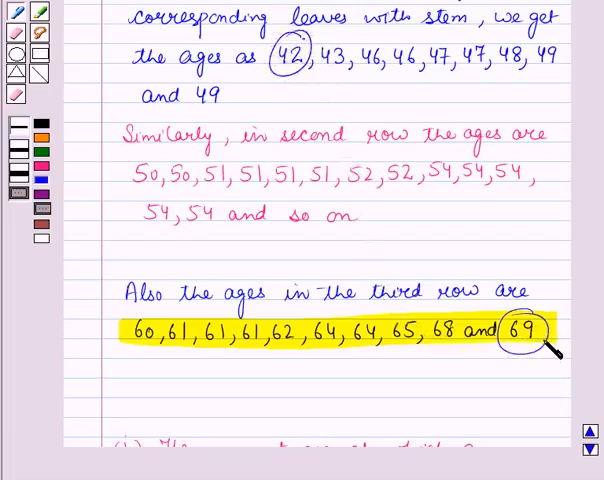 corresponding leaves with stem, we get
the ages as 42, 43, 46, 46, 47, 47, 48, 49
and 49
Similarly, in second row the ages are
50, 50, 51, 51, 51, 51, 52, 52, 54, 54, 54,
54, 54 and so on
Also the ages in the third row are
60, 61, 61, 61, 62, 64, 64, 65, 68 and 69